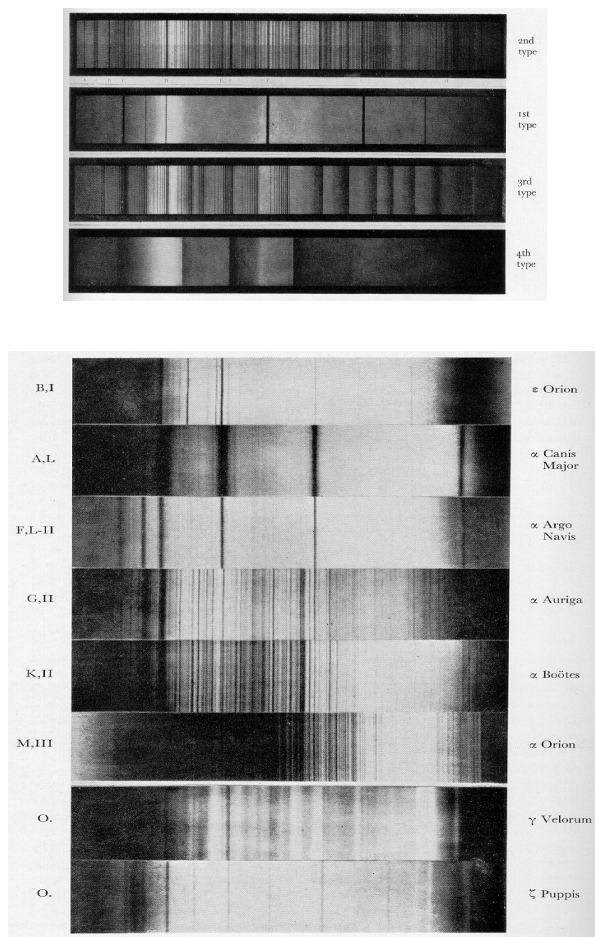 2nd
type
1st
type
3rd
type
4th
type
B,I
ε Orion
A,L
α Canis
Major
F,L-II
α Argo
Navis
G,II
α Auriga
K,II
α Boötes
M,III
α Orion
O.
γ Velorum
O.
ζ Puppis